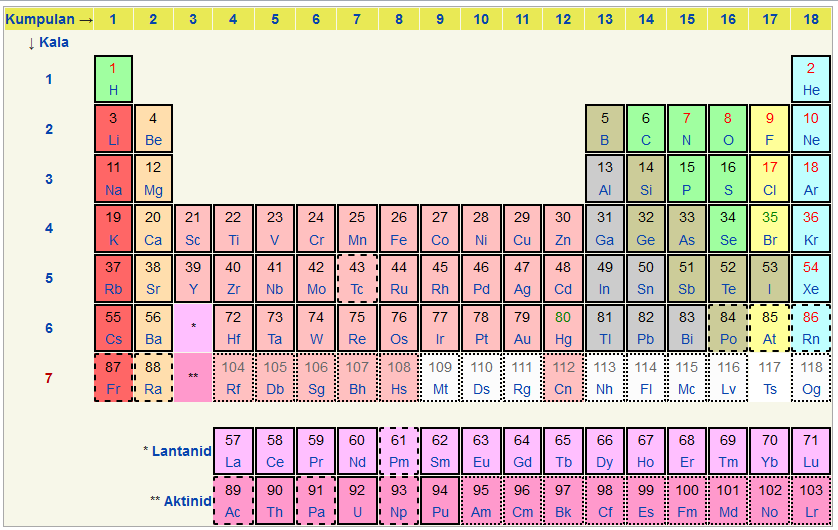 Kumpulan → 1 2 3 4 5 6 7 8 9 10 11 12 13 14 15 16 17 18
↓ Kala
1 1 2
H He
2 3 4 5 6 7 8 9 10
Li Be B C N O F Ne
3 11 12 13 14 15 16 17 18
Na Mg Al Si P S Cl Ar
4 19 20 21 22 23 24 25 26 27 28 29 30 31 32 33 34 35 36
K Ca Sc Ti V Cr Mn Fe Co Ni Cu Zn Ga Ge As Se Br Kr
5 37 38 39 40 41 42 43 44 45 46 47 48 49 50 51 52 53 54
Rb Sr Y Zr Nb Mo Tc Ru Rh Pd Ag Cd In Sn Sb Te I Xe
6 55 56 * 72 73 74 75 76 77 78 79 80 81 82 83 84 85 86
Cs Ba Hf Ta W Re Os Ir Pt Au Hg Tl Pb Bi Po At Rn
7 87 88 ** 104 105 106 107 108 109 110 111 112 113 114 115 116 117 118
Fr Ra Rf Db Sg Bh Hs Mt Ds Rg Cn Nh Fl Mc Lv Ts Og
* Lantanid 57 58 59 60 61 62 63 64 65 66 67 68 69 70 71
La Ce Pr Nd Pm Sm Eu Gd Tb Dy Ho Er Tm Yb Lu
** Aktinid 89 90 91 92 93 94 95 96 97 98 99 100 101 102 103
Ac Th Pa U Np Pu Am Cm Bk Cf Es Fm Md No Lr